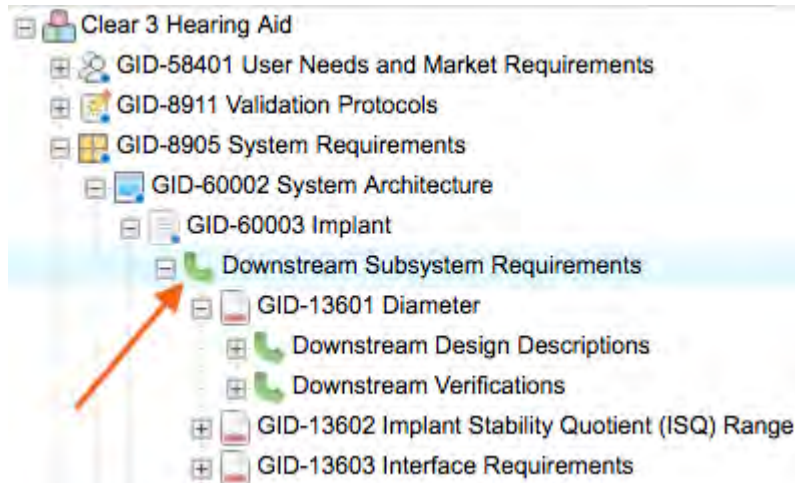 Clear 3 Hearing Aid
GID-58401 User Needs and Market Requirements
GID-8911 Validation Protocols
GID-8905 System Requirements
GID-60002 System Architecture
GID-60003 Implant
Downstream Subsystem Requirements
GID-13601 Diameter
Downstream Design Descriptions
Downstream Verifications
GID-13602 Implant Stability Quotient (ISQ) Range
GID-13603 Interface Requirements